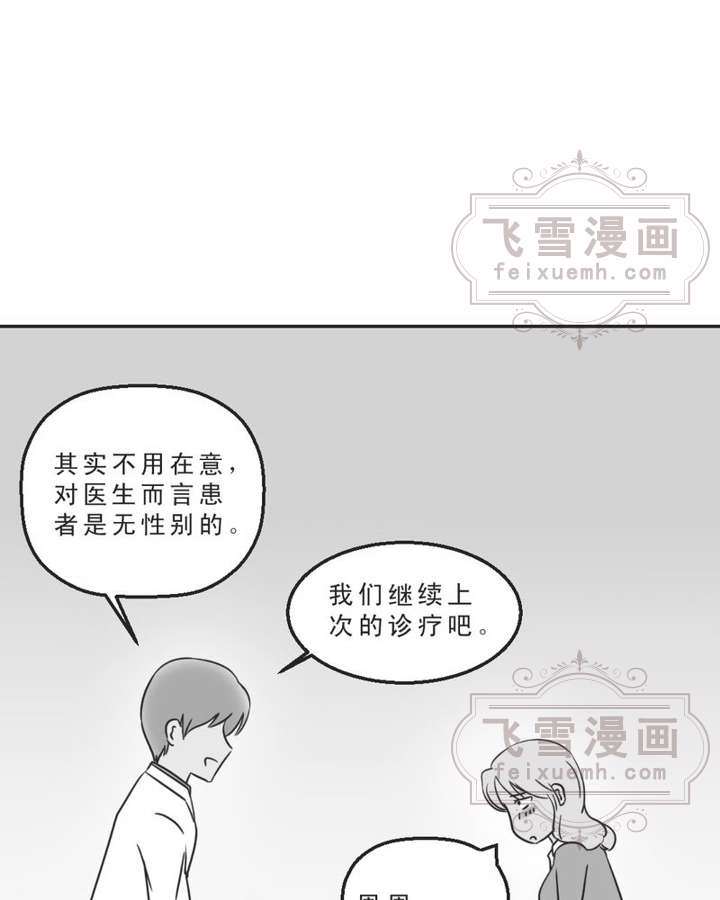 飞雪漫画
feixuemh.com
其实不用在意，
对医生而言患
者是无性别的。
我们继续上
次的诊疗吧。
飞雪漫画
feixuemh.com